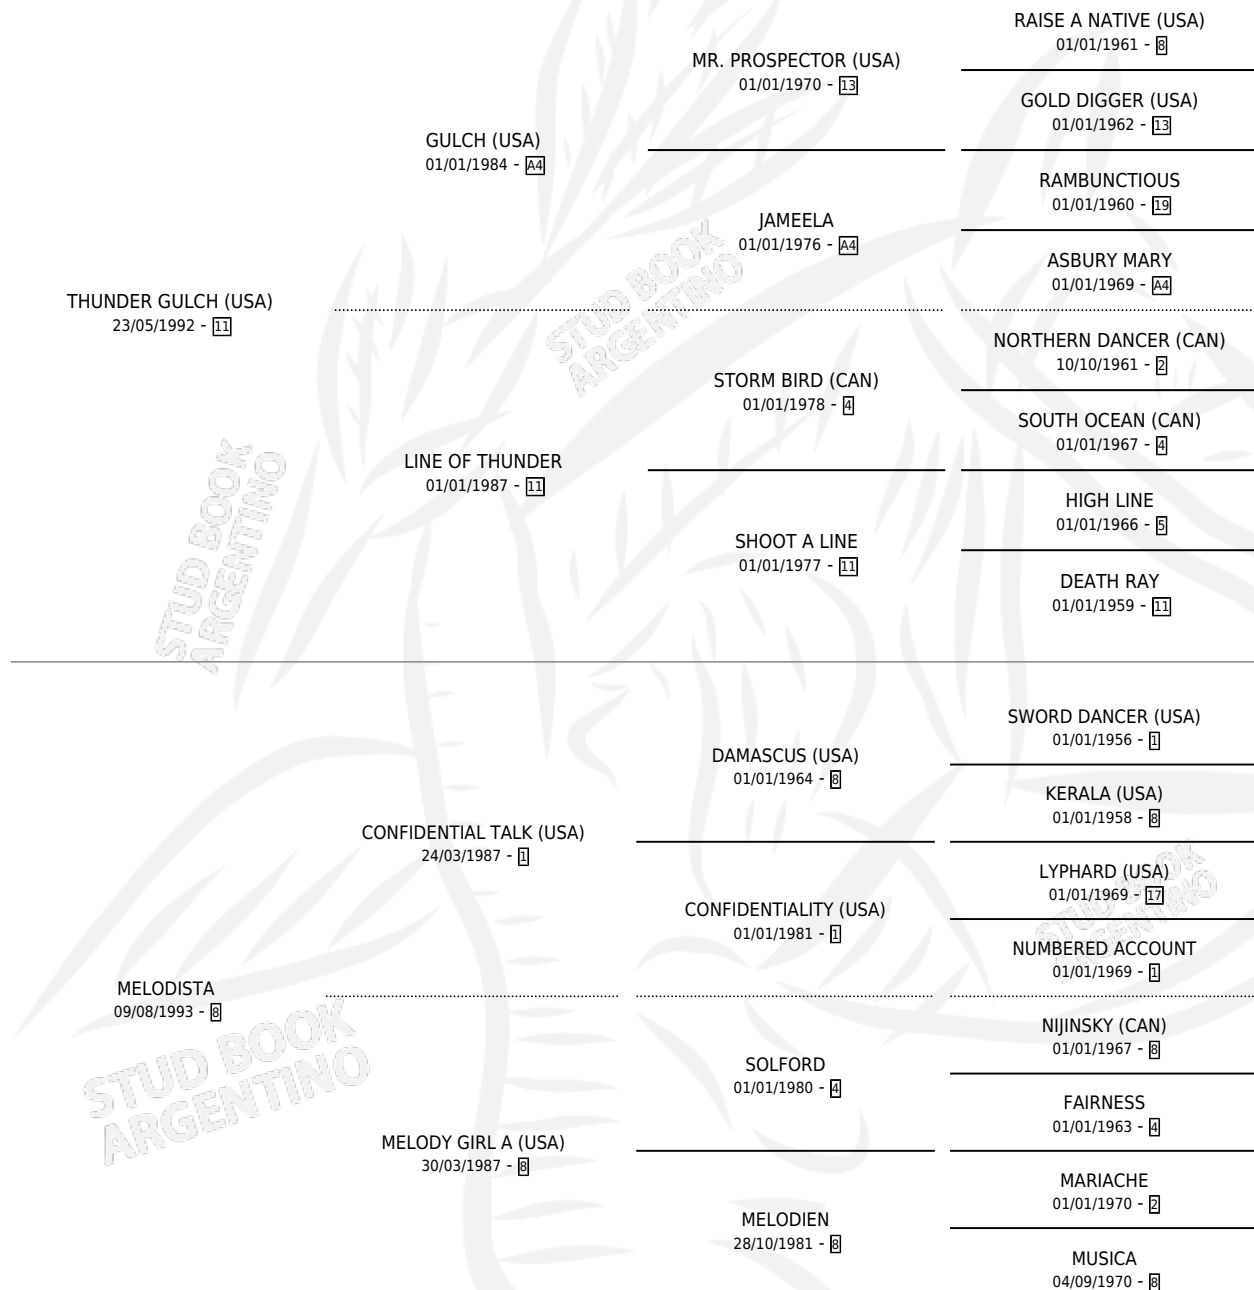 RAISE A NATIVE (USA)
01/01/1961 - 8
MR. PROSPECTOR (USA)
01/01/1970 - 13
GOLD DIGGER (USA)
01/01/1962 - 13
GULCH (USA)
01/01/1984 - A4
RAMBUNCTIOUS
01/01/1960 - 19
JAMEELA
01/01/1976 - A4
ASBURY MARY
01/01/1969 - A4
THUNDER GULCH (USA)
23/05/1992 - 11
NORTHERN DANCER (CAN)
10/10/1961 - 2
STORM BIRD (CAN)
01/01/1978 - 4
SOUTH OCEAN (CAN)
01/01/1967 - 4
LINE OF THUNDER
01/01/1987 - 11
HIGH LINE
01/01/1966 - 5
SHOOT A LINE
01/01/1977 - 11
DEATH RAY
01/01/1959 - 11
SWORD DANCER (USA)
01/01/1956 - 1
DAMASCUS (USA)
01/01/1964 - 8
KERALA (USA)
01/01/1958 - 8
CONFIDENTIAL TALK (USA)
24/03/1987 - 1
LYPHARD (USA)
01/01/1969 - 17
CONFIDENTIALITY (USA)
01/01/1981 - 1
NUMBERED ACCOUNT
01/01/1969 - 1
MELODISTA
09/08/1993 - 8
NIJINSKY (CAN)
01/01/1967 - 8
SOLFORD
01/01/1980 - 4
FAIRNESS
01/01/1963 - 4
MELODY GIRL A (USA)
30/03/1987 - 8
MARIACHE
01/01/1970 - 2
MELODIEN
28/10/1981 - 8
MUSICA
04/09/1970 - 8
STUD BOOK
ARGENTINO
STUD BOOK
ARGENTINO
STUD BOOK
ARGENTINO
STUD BOOK
ARGENTINO